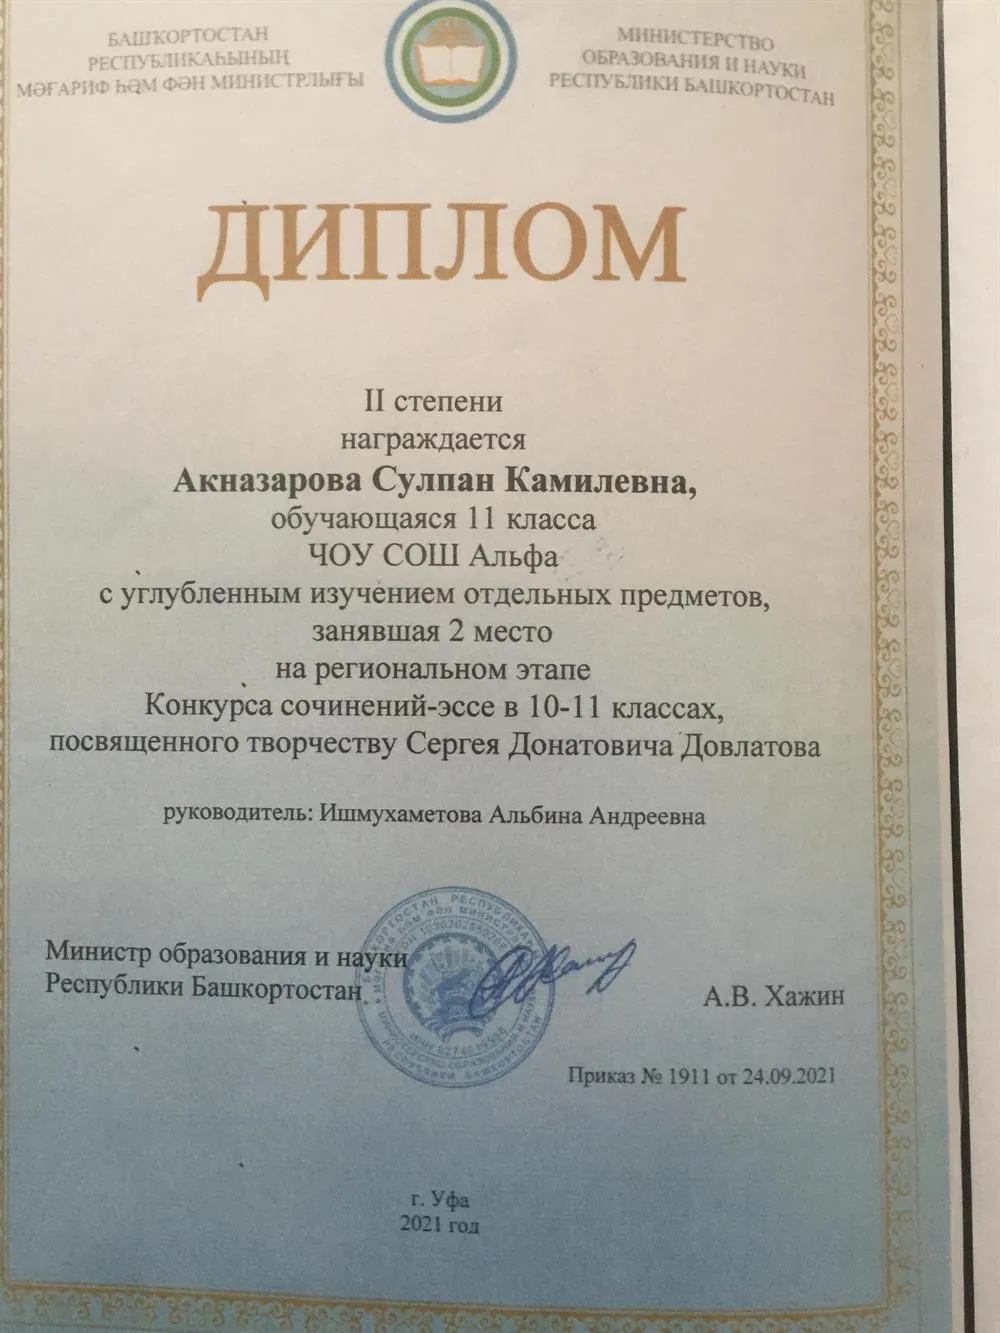 БАШҠОРТОСТАН
РЕСПУБЛИКАҺЫНЫҢ
МӘҒАРИФ ҺӘМ ФӘН МИНИСТРЛЫҒЫ
МИНИСТЕРСТВО
ОБРАЗОВАНИЯ И НАУКИ
РЕСПУБЛИКИ БАШКОРТОСТАН
ДИПЛОМ
II степени
награждается
Акназарова Сулпан Камилевна,
обучающаяся 11 класса
ЧОУ СОШ Альфа
с углубленным изучением отдельных предметов,
занявшая 2 место
на региональном этапе
Конкурса сочинений-эссе в 10-11 классах,
посвященного творчеству Сергея Донатовича Довлатова
руководитель: Ишмухаметова Альбина Андреевна
Министр образования и науки
Республики Башкортостан
А.В. Хажин
Приказ № 1911 от 24.09.2021
г. Уфа
2021 год